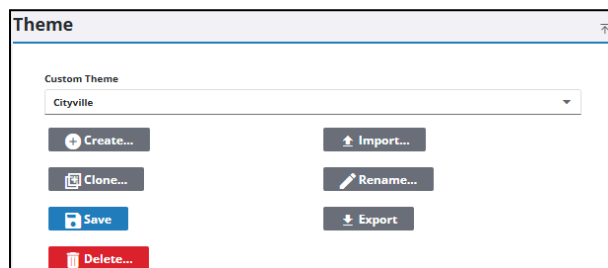 Theme
Custom Theme
Cityville
Create... Import...
Clone... Rename...
Save Export
Delete...